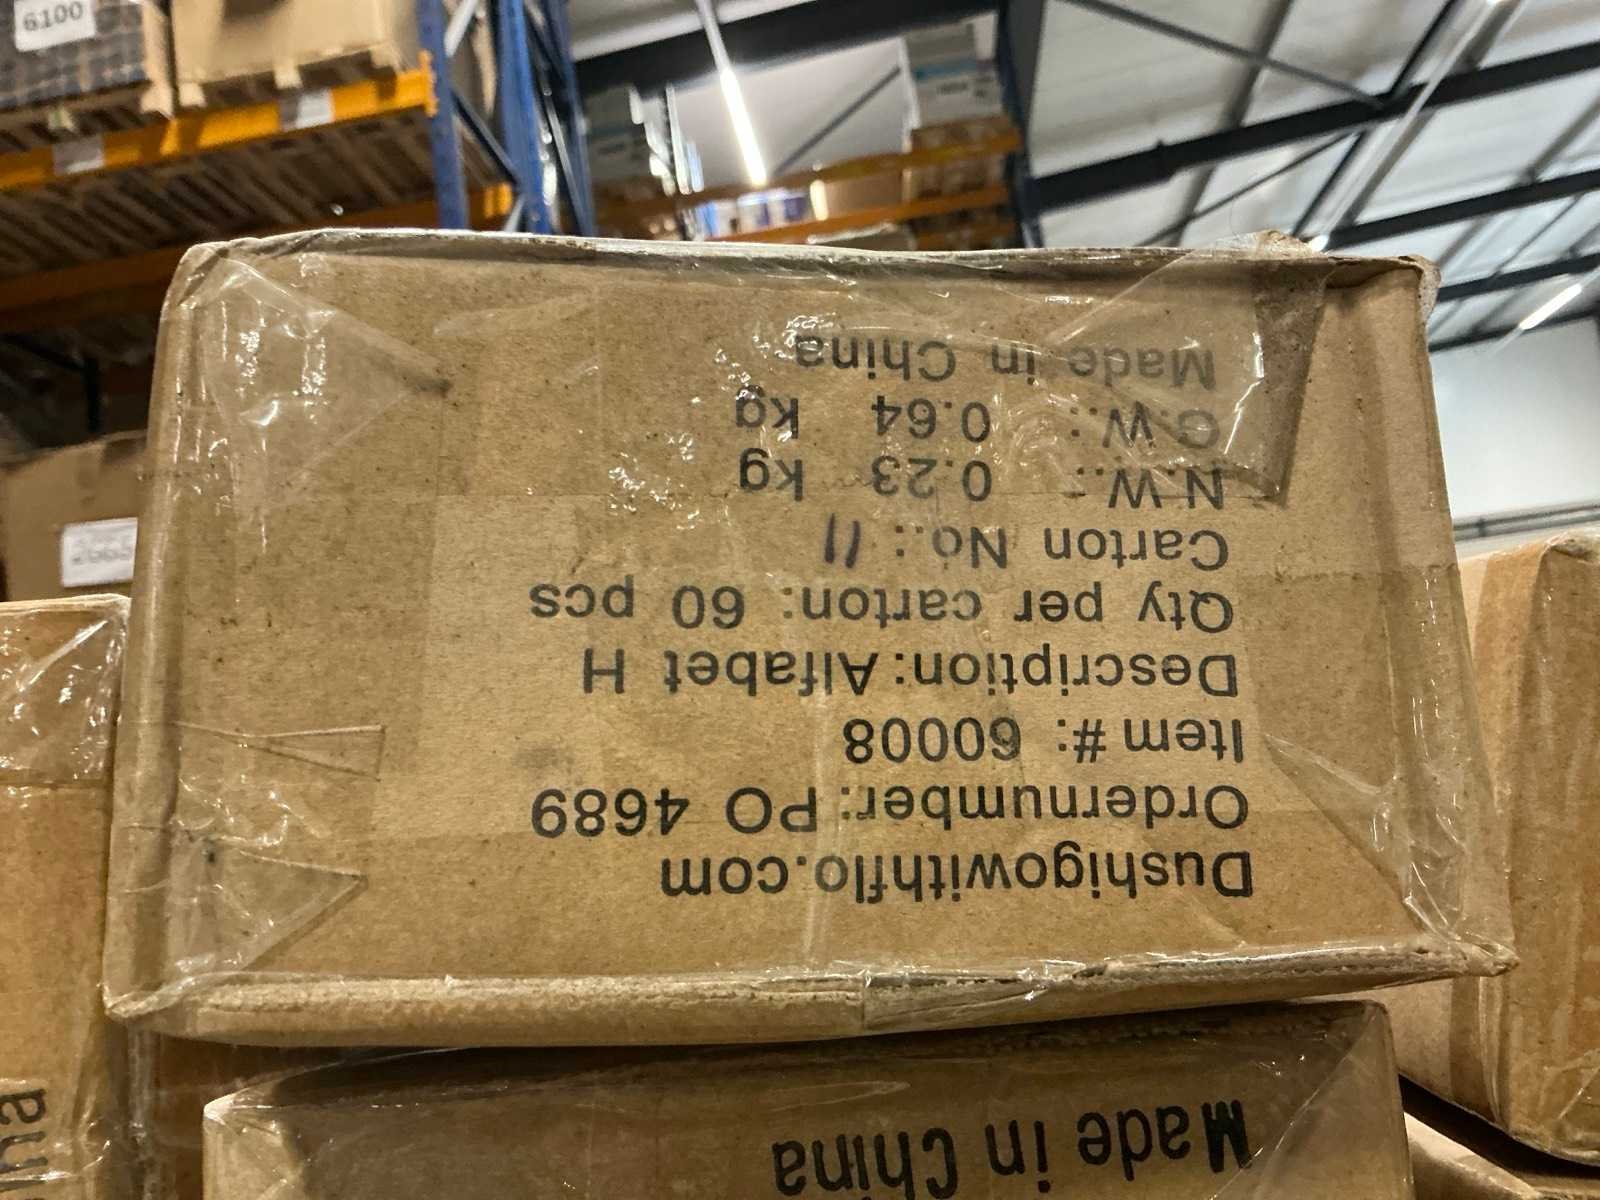 Dushigowithflo.com
Ordernumber: PO 4689
Item #: 60008
Description: Alfabet H
Qty per carton: 60 pcs
Carton No.: 11
N.W.: 0.23 kg
G.W.: 0.64 kg
Made in China
Made in China
6100
na